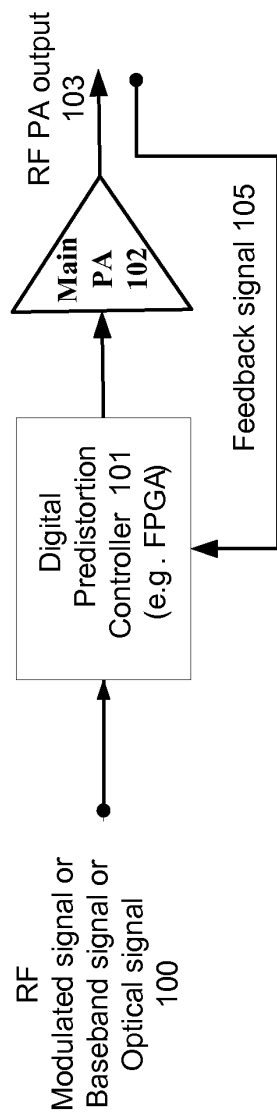 RF
Modulated signal or
Baseband signal or
Optical signal
100
Digital
Predistortion
Controller 101
(e.g . FPGA)
Main
PA
102
RF PA output
103
Feedback signal 105